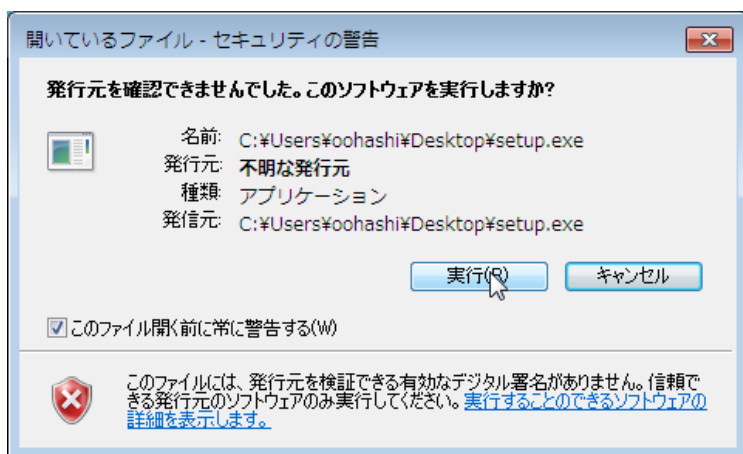 開いているファイル - セキュリティの警告
発行元を確認できませんでした。このソフトウェアを実行しますか?
名前: C:¥Users¥oohashi¥Desktop¥setup.exe
発行元: 不明な発行元
種類: アプリケーション
発信元: C:¥Users¥oohashi¥Desktop¥setup.exe
実行(R) キャンセル
このファイル開く前に常に警告する(W)
このファイルには、発行元を検証できる有効なデジタル署名がありません。信頼で
きる発行元のソフトウェアのみ実行してください。実行することのできるソフトウェアの
詳細を表示します。